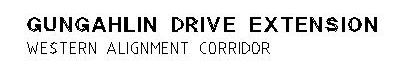 GUNGAHLIN DRIVE EXTENSION
WESTERN ALIGNMENT CORRIDOR